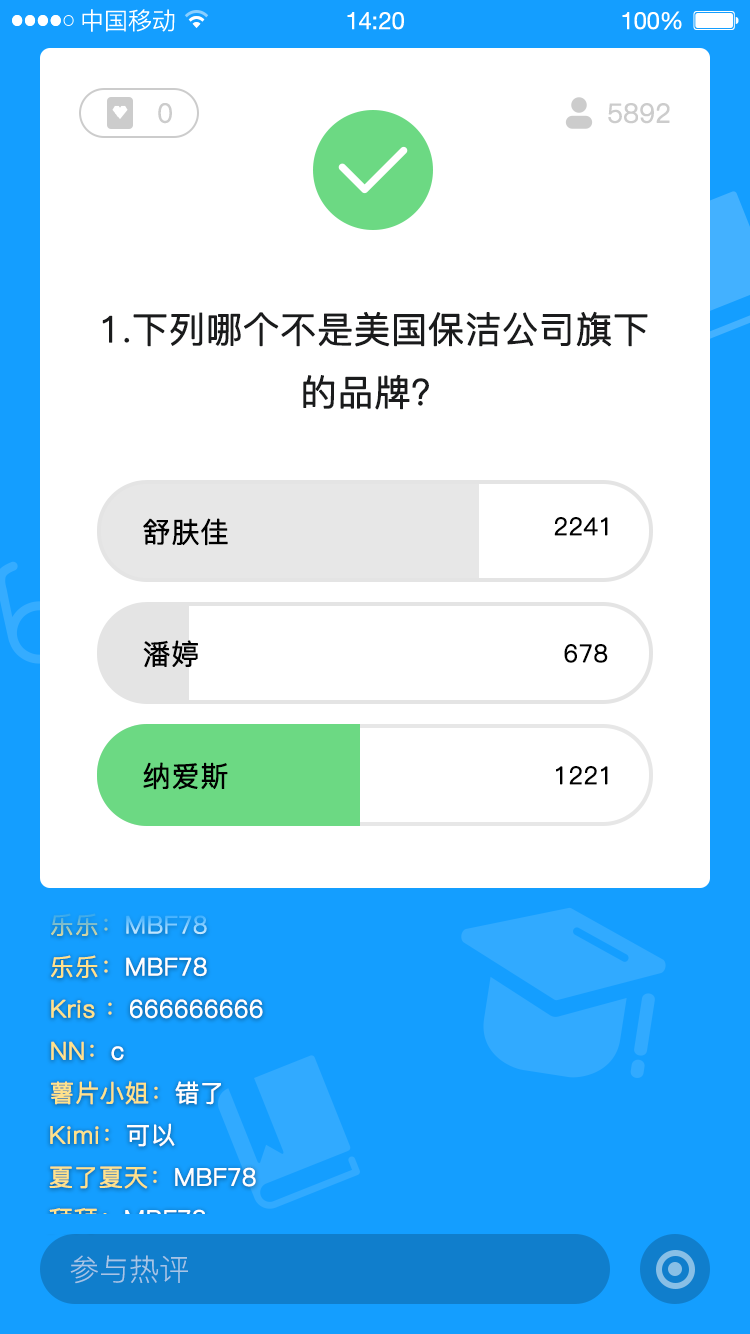 中国移动 14:20 100%
0 5892
1.下列哪个不是美国保洁公司旗下
的品牌?
舒肤佳 2241
潘婷 678
纳爱斯 1221
乐乐: MBF78
乐乐: MBF78
Kris : 666666666
NN: c
薯片小姐: 错了
Kimi: 可以
夏了夏天: MBF78
MBF78
参与热评